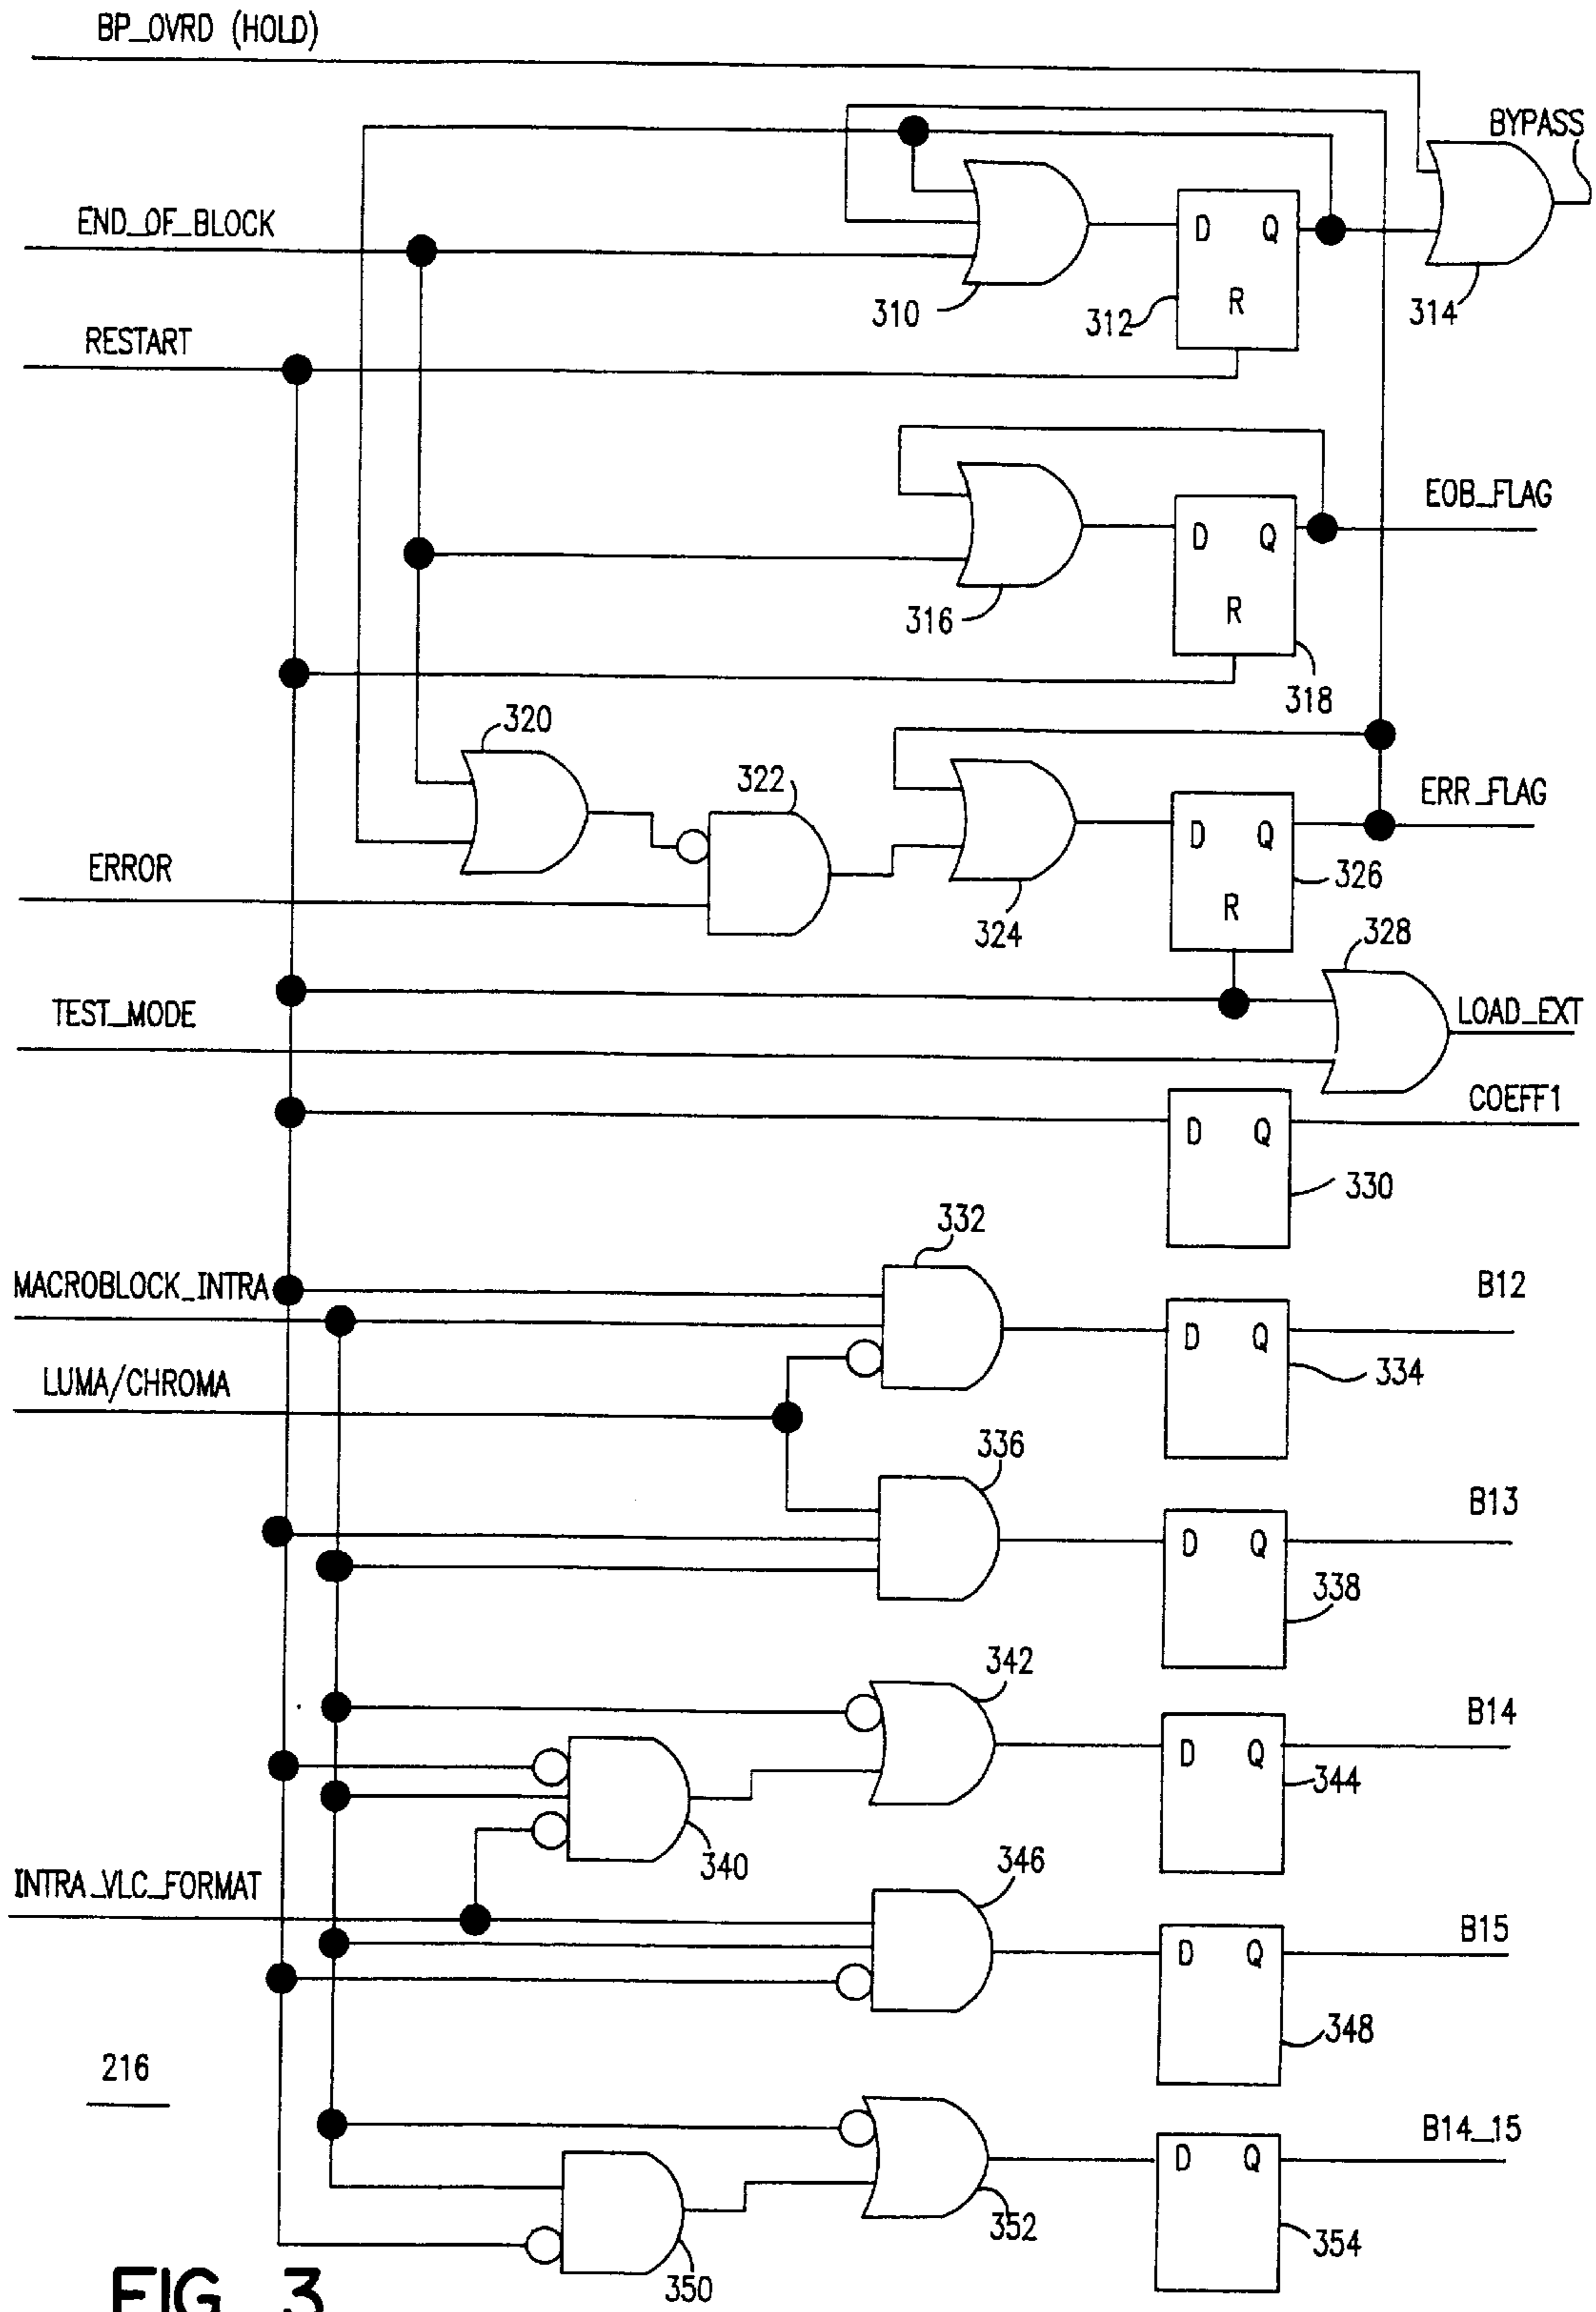 BP_OVRD (HOLD)
BYPASS
END_OF_BLOCK
D Q
R
310
312
314
RESTART
EOB_FLAG
D Q
R
316
318
320
322
ERR_FLAG
D Q
R
ERROR
324
326
328
TEST_MODE
LOAD_EXT
COEFF1
D Q
330
332
MACROBLOCK_INTRA
B12
D Q
LUMA/CHROMA
334
336
B13
D Q
338
342
B14
D Q
344
340
INTRA_VLC_FORMAT
346
B15
D Q
348
216
B14_15
D Q
352
354
350
FIG. 3